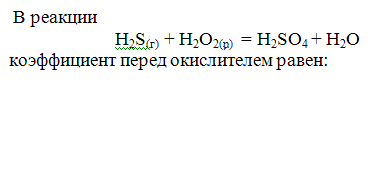 В реакции
H₂S₍г₎ + H₂O₂₍р₎ = H₂SO₄ + H₂O
коэффициент перед окислителем равен: